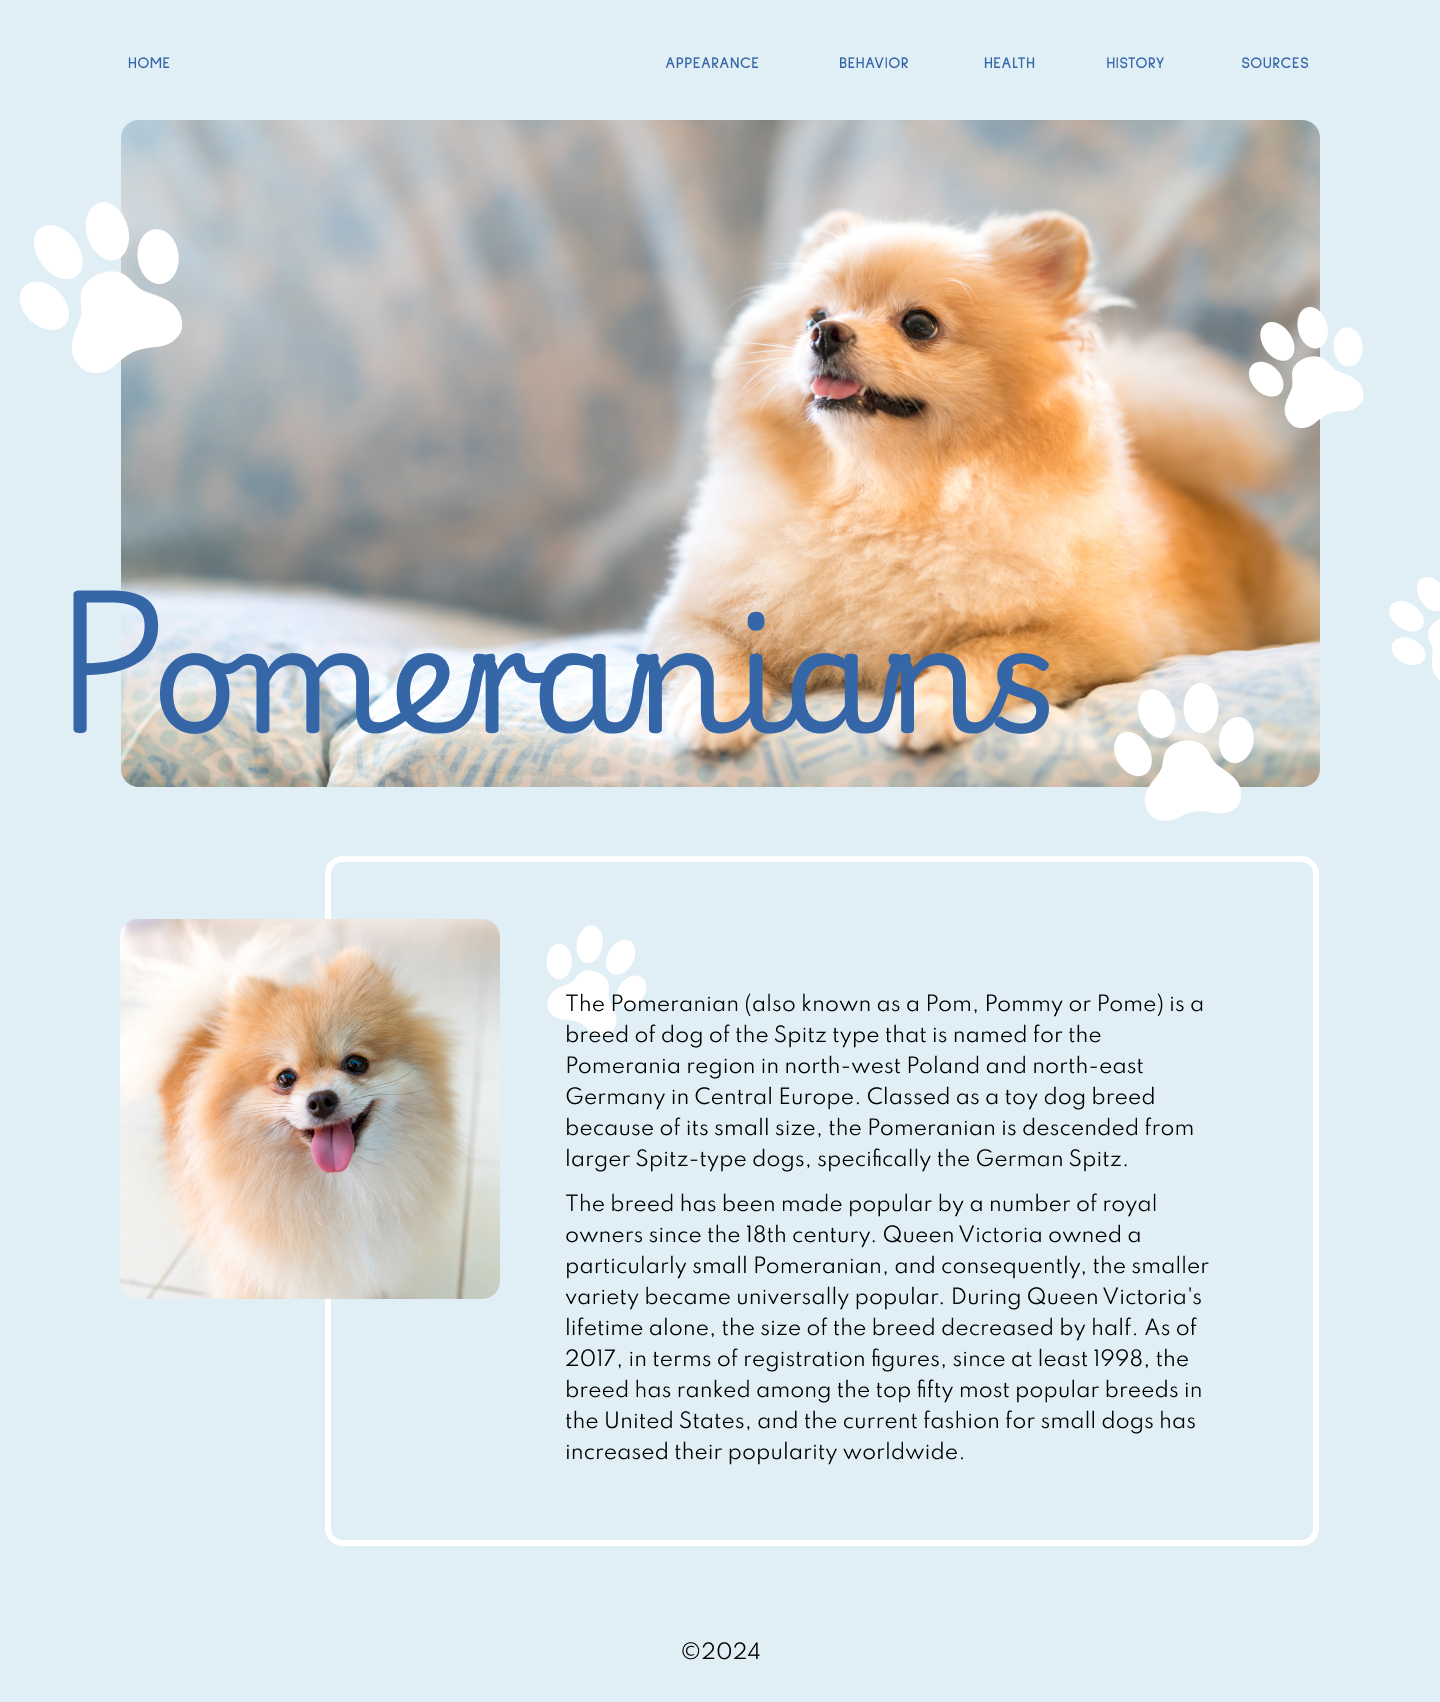 HOME APPEARANCE BEHAVIOR HEALTH HISTORY SOURCES
Pomeranians
The Pomeranian (also known as a Pom, Pommy or Pome) is a
breed of dog of the Spitz type that is named for the
Pomerania region in north-west Poland and north-east
Germany in Central Europe. Classed as a toy dog breed
because of its small size, the Pomeranian is descended from
larger Spitz-type dogs, specifically the German Spitz.
The breed has been made popular by a number of royal
owners since the 18th century. Queen Victoria owned a
particularly small Pomeranian, and consequently, the smaller
variety became universally popular. During Queen Victoria's
lifetime alone, the size of the breed decreased by half. As of
2017, in terms of registration figures, since at least 1998, the
breed has ranked among the top fifty most popular breeds in
the United States, and the current fashion for small dogs has
increased their popularity worldwide.
©2024